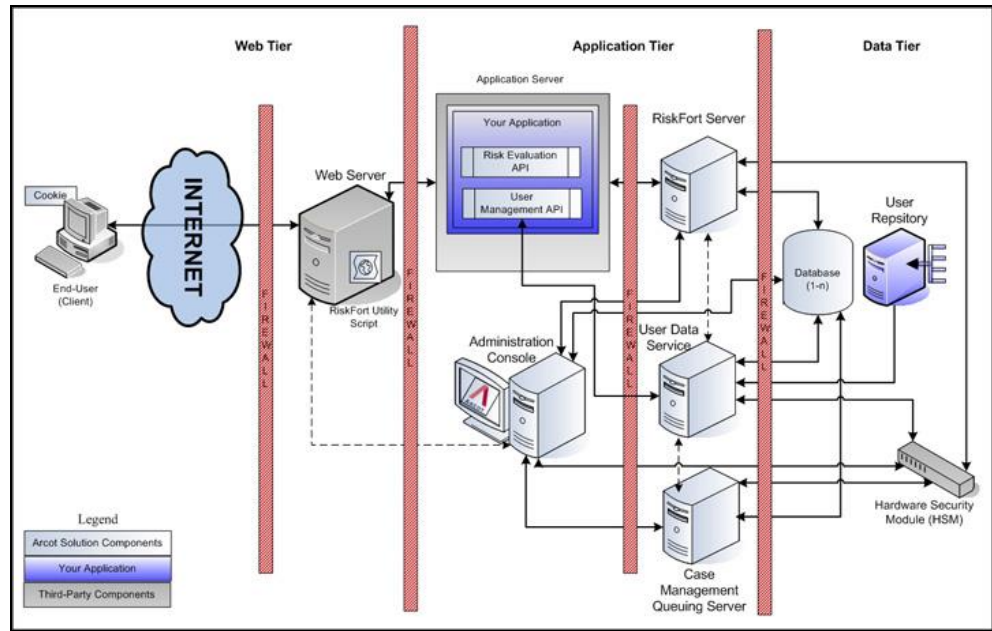 Web Tier
Application Tier
Data Tier
Application Server
Your Application
Risk Evaluation
API
User
Management API
RiskFort Server
Web Server
Cookie
INTERNET
End-User
(Client)
RiskFort Utility
Script
FIREWALL
FIREWALL
FIREWALL
FIREWALL
User
Repsitory
Database
(1-n)
Administration
Console
User Data
Service
Hardware Security
Module (HSM)
Case
Management
Queuing Server
Legend
Arcot Solution Components
Your Application
Third-Party Components